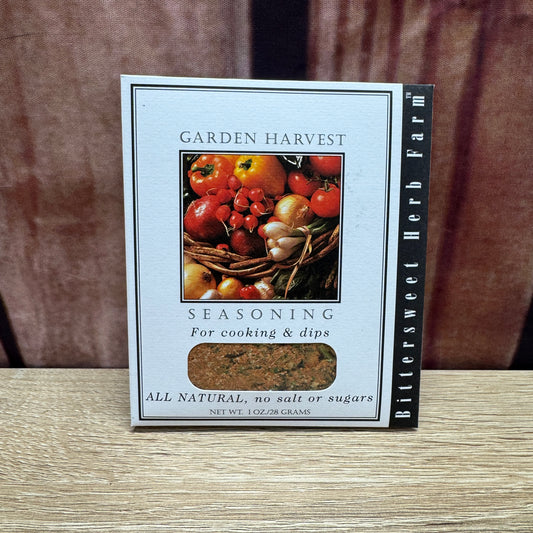 GARDEN HARVEST
SEASONING
For cooking & dips
ALL NATURAL, no salt or sugars
NET WT. 1 OZ./28 GRAMS
Bittersweet Herb Farm™